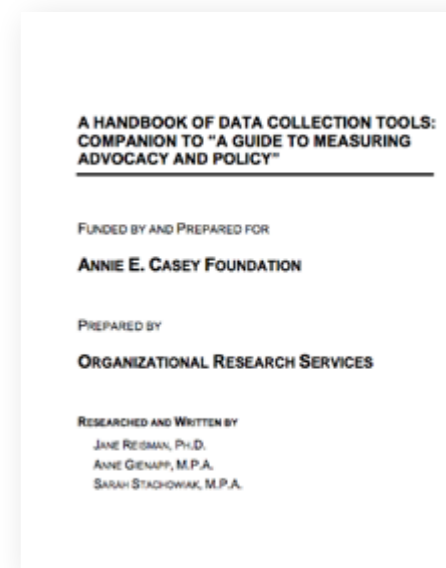 A HANDBOOK OF DATA COLLECTION TOOLS:
COMPANION TO “A GUIDE TO MEASURING
ADVOCACY AND POLICY”
FUNDED BY AND PREPARED FOR
ANNIE E. CASEY FOUNDATION
PREPARED BY
ORGANIZATIONAL RESEARCH SERVICES
RESEARCHED AND WRITTEN BY
JANE REISMAN, PH.D.
ANNE GIENAPP, M.P.A.
SARAH STACHOWIAK, M.P.A.